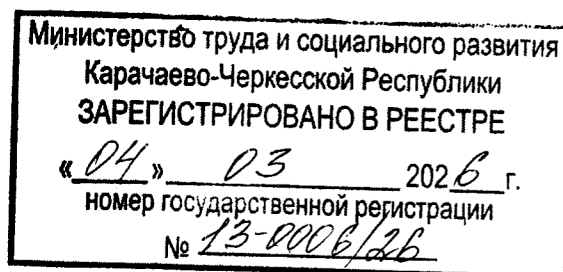 Министерство труда и социального развития
Карачаево-Черкесской Республики
ЗАРЕГИСТРИРОВАНО В РЕЕСТРЕ
«04» 03 2026 г.
номер государственной регистрации
№ 13-0006/26